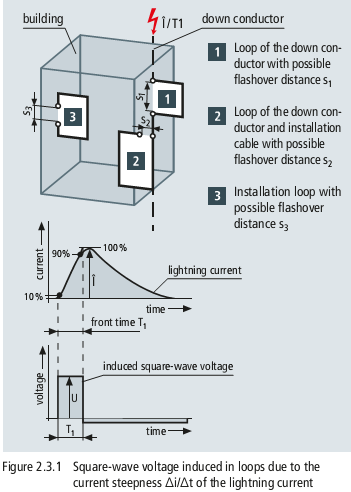 building
Î/T1
down conductor
1 Loop of the down con-
ductor with possible
flashover distance s1
2 Loop of the down
conductor and installation
cable with possible
flashover distance s2
3 Installation loop with
possible flashover
distance s3
s1
1
s3
3
s2
2
current
100%
90%
Î
lightning current
10%
time
front time T1
voltage
induced square-wave voltage
U
T1
time
Figure 2.3.1 Square-wave voltage induced in loops due to the
current steepness Δi/Δt of the lightning current